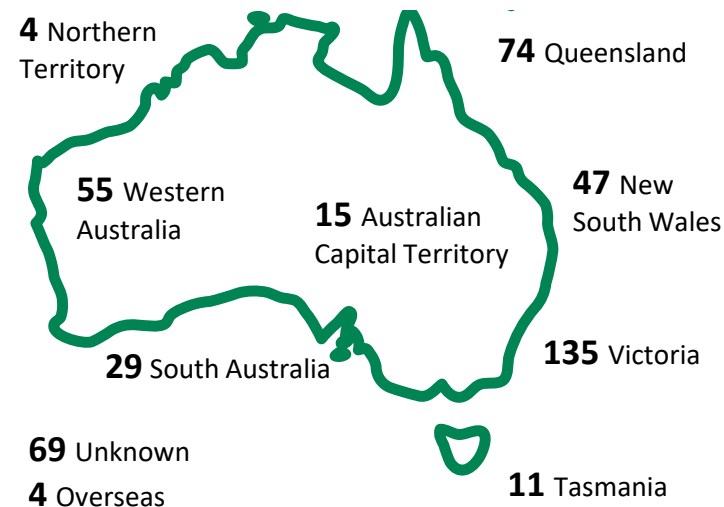 4 Northern
Territory
74 Queensland
55 Western
Australia
15 Australian
Capital Territory
47 New
South Wales
29 South Australia
135 Victoria
69 Unknown
4 Overseas
11 Tasmania